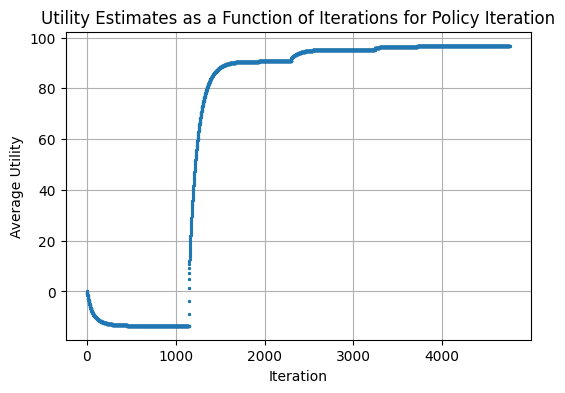 Utility Estimates as a Function of Iterations for Policy Iteration
100
80
60
40
20
0
Average Utility
0 1000 2000 3000 4000
Iteration